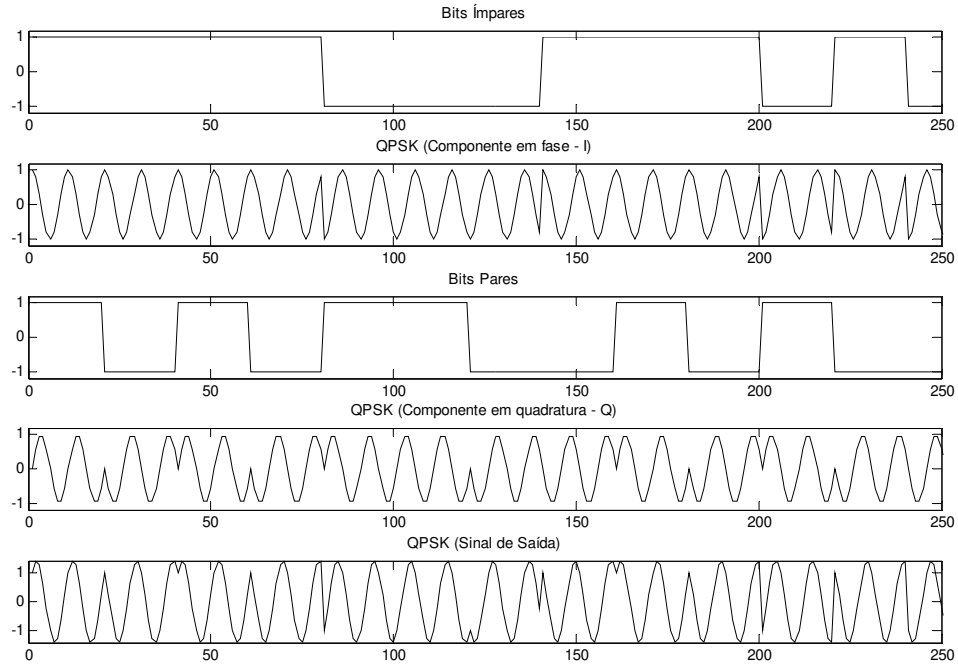 Bits Ímpares
1
0
-1
0 50 100 150 200 250
QPSK (Componente em fase - I)
1
0
-1
0 50 100 150 200 250
Bits Pares
1
0
-1
0 50 100 150 200 250
QPSK (Componente em quadratura - Q)
1
0
-1
0 50 100 150 200 250
QPSK (Sinal de Saída)
1
0
-1
0 50 100 150 200 250